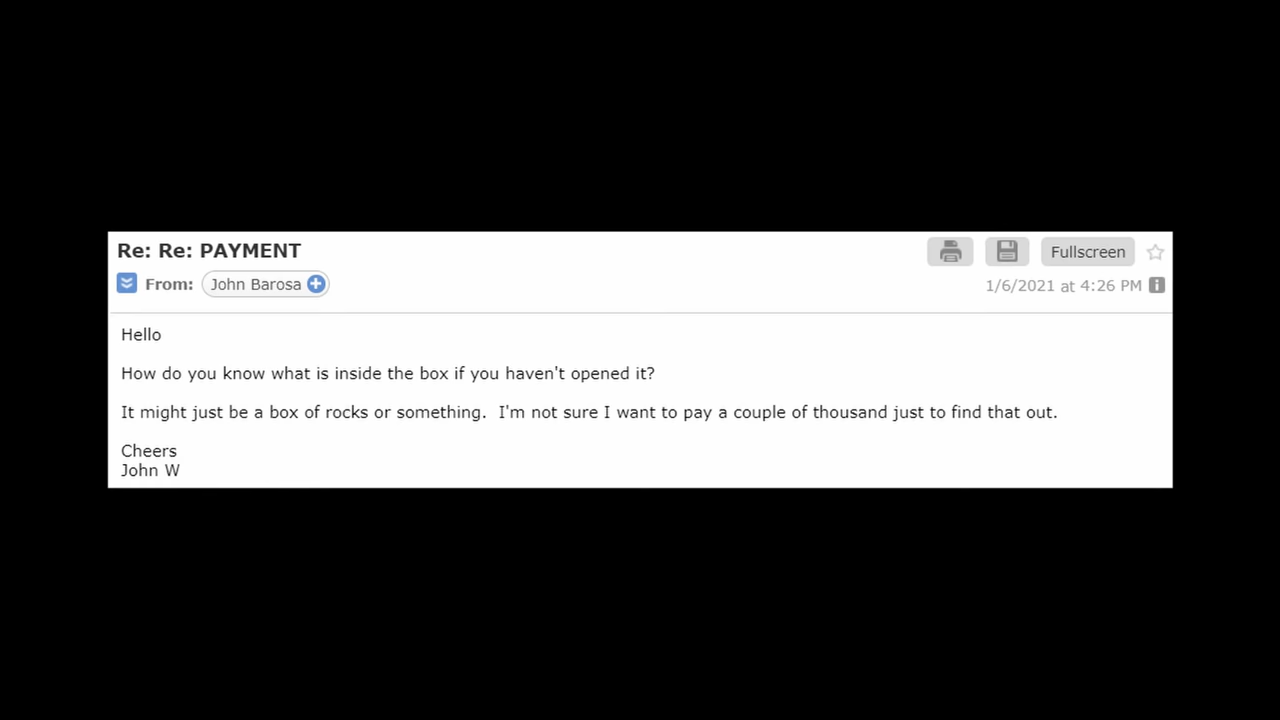 Re: Re: PAYMENT
Fullscreen
From: John Barosa
1/6/2021 at 4:26 PM
Hello
How do you know what is inside the box if you haven't opened it?
It might just be a box of rocks or something.  I'm not sure I want to pay a couple of thousand just to find that out.
Cheers
John W